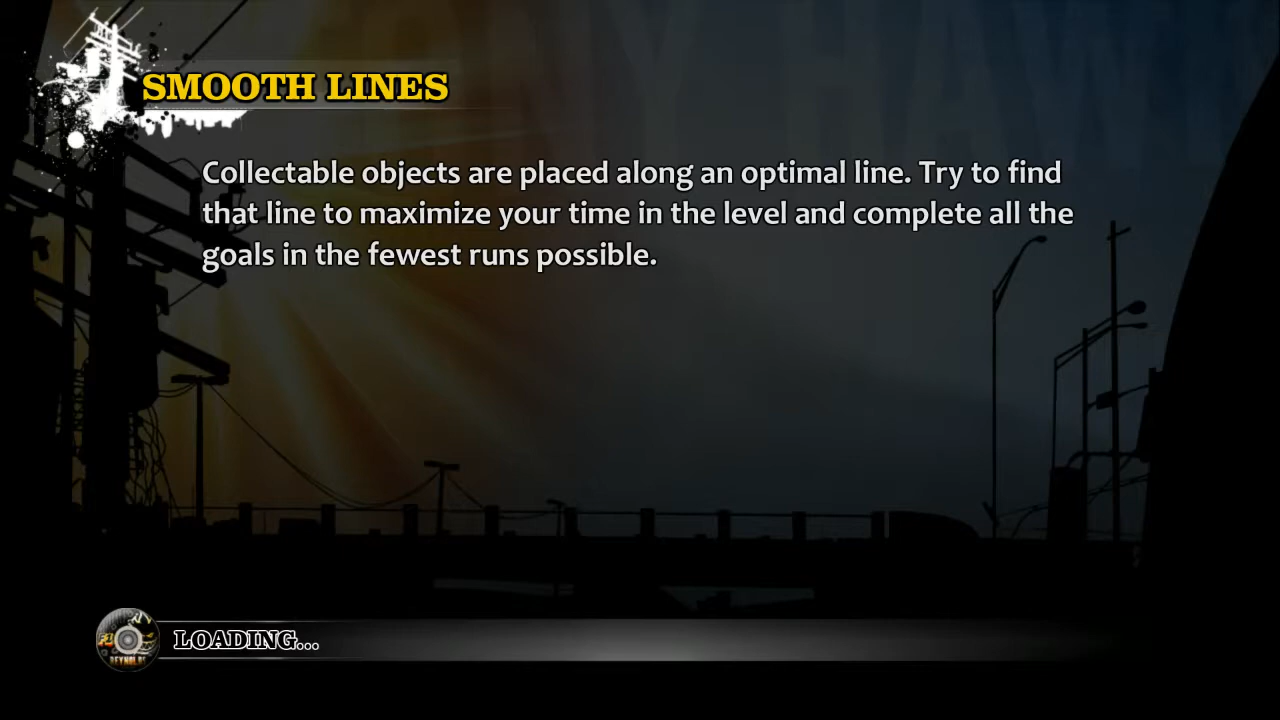 SMOOTH LINES
Collectable objects are placed along an optimal line. Try to find
that line to maximize your time in the level and complete all the
goals in the fewest runs possible.
REYNOLDS
LOADING...